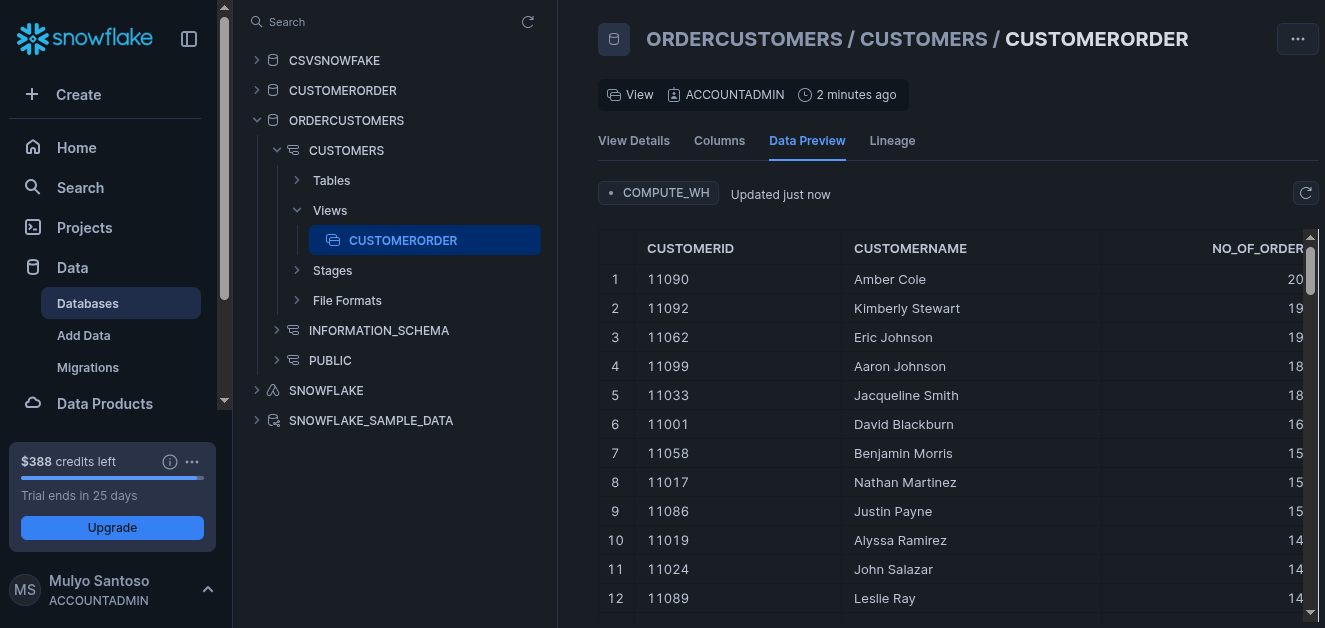 snowflake
Create
Home
Search
Projects
Data
Databases
Add Data
Migrations
Data Products
$388 credits left
Trial ends in 25 days
Upgrade
MS
Mulyo Santoso
ACCOUNTADMIN
Search
CSVSNOWFAKE
CUSTOMERORDER
ORDERCUSTOMERS
CUSTOMERS
Tables
Views
CUSTOMERORDER
Stages
File Formats
INFORMATION_SCHEMA
PUBLIC
SNOWFLAKE
SNOWFLAKE_SAMPLE_DATA
ORDERCUSTOMERS / CUSTOMERS / CUSTOMERORDER
View ACCOUNTADMIN 2 minutes ago
View Details Columns Data Preview Lineage
COMPUTE_WH Updated just now
CUSTOMERID CUSTOMERNAME NO_OF_ORDER
1 11090 Amber Cole 20
2 11092 Kimberly Stewart 19
3 11062 Eric Johnson 19
4 11099 Aaron Johnson 18
5 11033 Jacqueline Smith 18
6 11001 David Blackburn 16
7 11058 Benjamin Morris 15
8 11017 Nathan Martinez 15
9 11086 Justin Payne 15
10 11019 Alyssa Ramirez 14
11 11024 John Salazar 14
12 11089 Leslie Ray 14